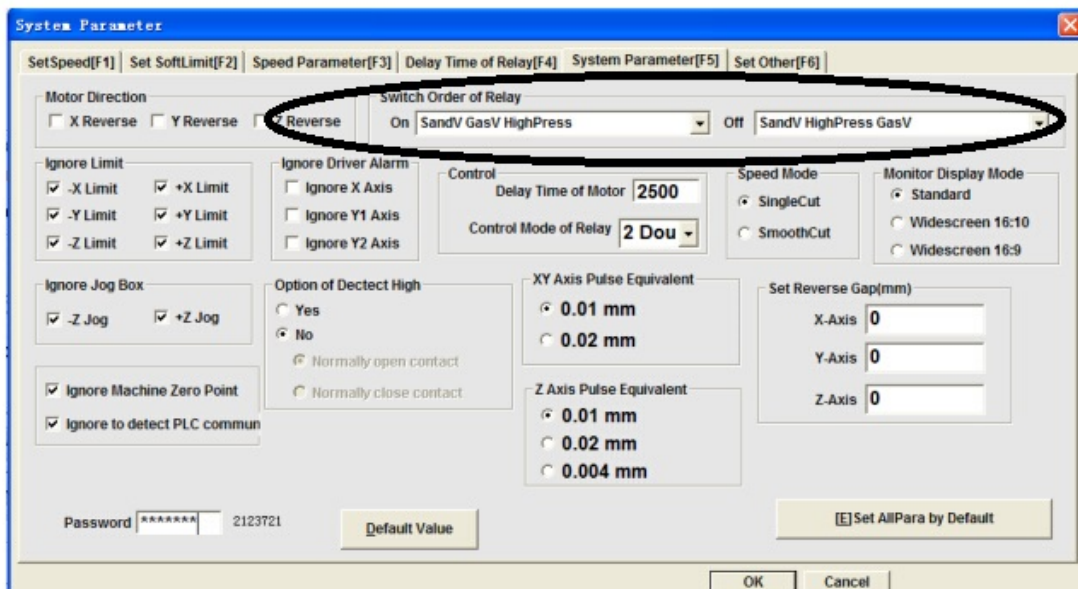 System Parameter
SetSpeed[F1] Set SoftLimit[F2] Speed Parameter[F3] Delay Time of Relay[F4] System Parameter[F5] Set Other[F6]
Motor Direction
X Reverse Y Reverse Z Reverse
Switch Order of Relay
On SandV GasV HighPress Off SandV HighPress GasV
Ignore Limit
-X Limit +X Limit
-Y Limit +Y Limit
-Z Limit +Z Limit
Ignore Driver Alarm
Ignore X Axis
Ignore Y1 Axis
Ignore Y2 Axis
Control
Delay Time of Motor 2500
Control Mode of Relay 2 Dou
Speed Mode
SingleCut
SmoothCut
Monitor Display Mode
Standard
Widescreen 16:10
Widescreen 16:9
Ignore Jog Box
-Z Jog +Z Jog
Option of Dectect High
Yes
No
Normally open contact
Normally close contact
XY Axis Pulse Equivalent
0.01 mm
0.02 mm
Set Reverse Gap(mm)
X-Axis 0
Y-Axis 0
Z-Axis 0
Ignore Machine Zero Point
Ignore to detect PLC commun
Z Axis Pulse Equivalent
0.01 mm
0.02 mm
0.004 mm
Password ******* 2123721
Default Value
[E]Set AllPara by Default
OK Cancel